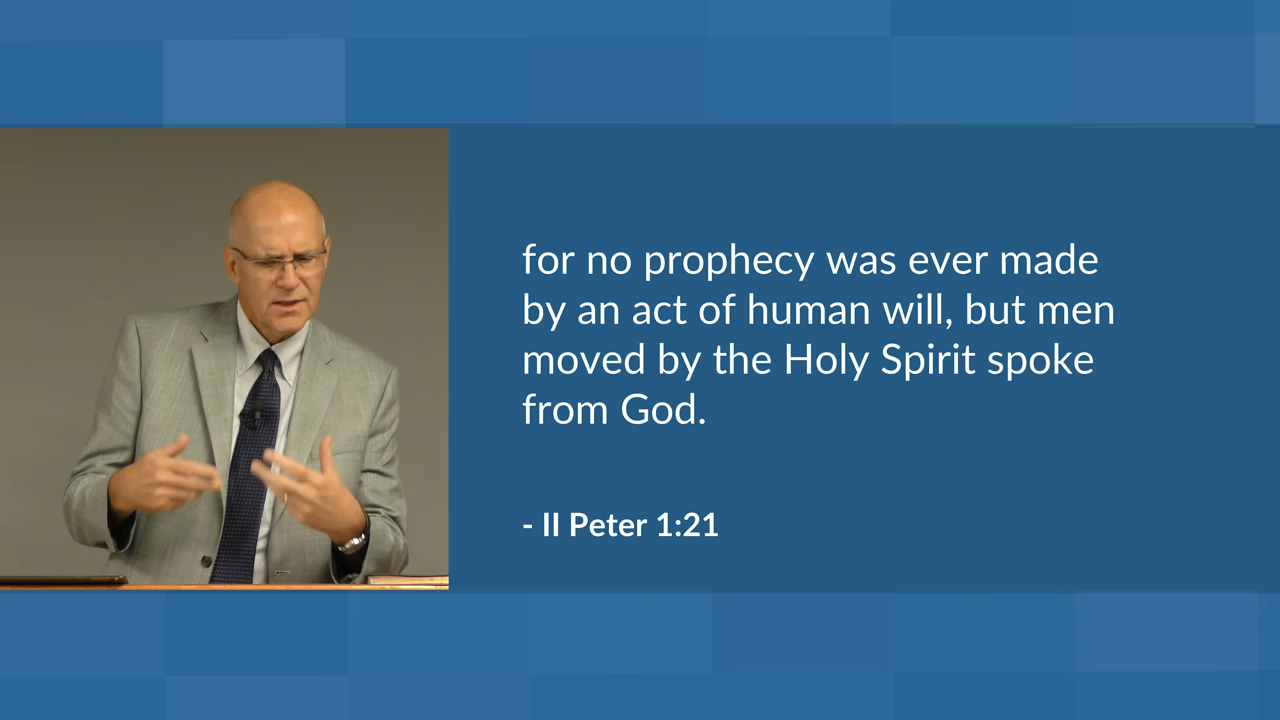 for no prophecy was ever made
by an act of human will, but men
moved by the Holy Spirit spoke
from God.
- II Peter 1:21